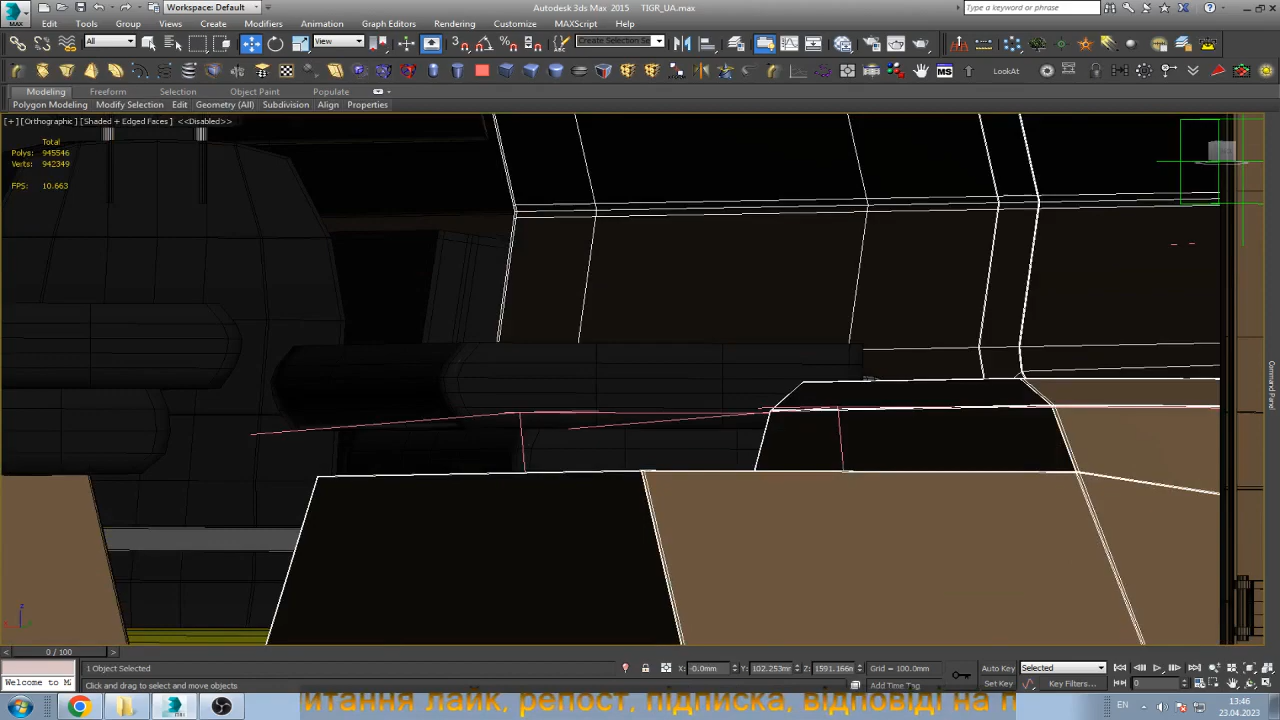 Workspace: Default
Autodesk 3ds Max 2015   TIGR_UA.max
Type a keyword or phrase
MAX
Edit Tools Group Views Create Modifiers Animation Graph Editors Rendering Customize MAXScript Help
All
View
Create Selection Se
MS
LookAt
Modeling Freeform Selection Object Paint Populate
Polygon Modeling Modify Selection Edit Geometry (All) Subdivision Align Properties
[+] [Orthographic] [Shaded + Edged Faces] <<Disabled>>
Total
Polys: 945546
Verts: 942349
FPS: 10.663
Command Panel
0 / 100
1 Object Selected
X: -0.0mm Y: 102.253mm Z: 1591.166m
Grid = 100.0mm
Auto Key Selected
Welcome to M
Click and drag to select and move objects
Add Time Tag
Set Key Key Filters...
0
итання лайк, репост, підписка, відповіді на п
EN
13:46
23.04.2023